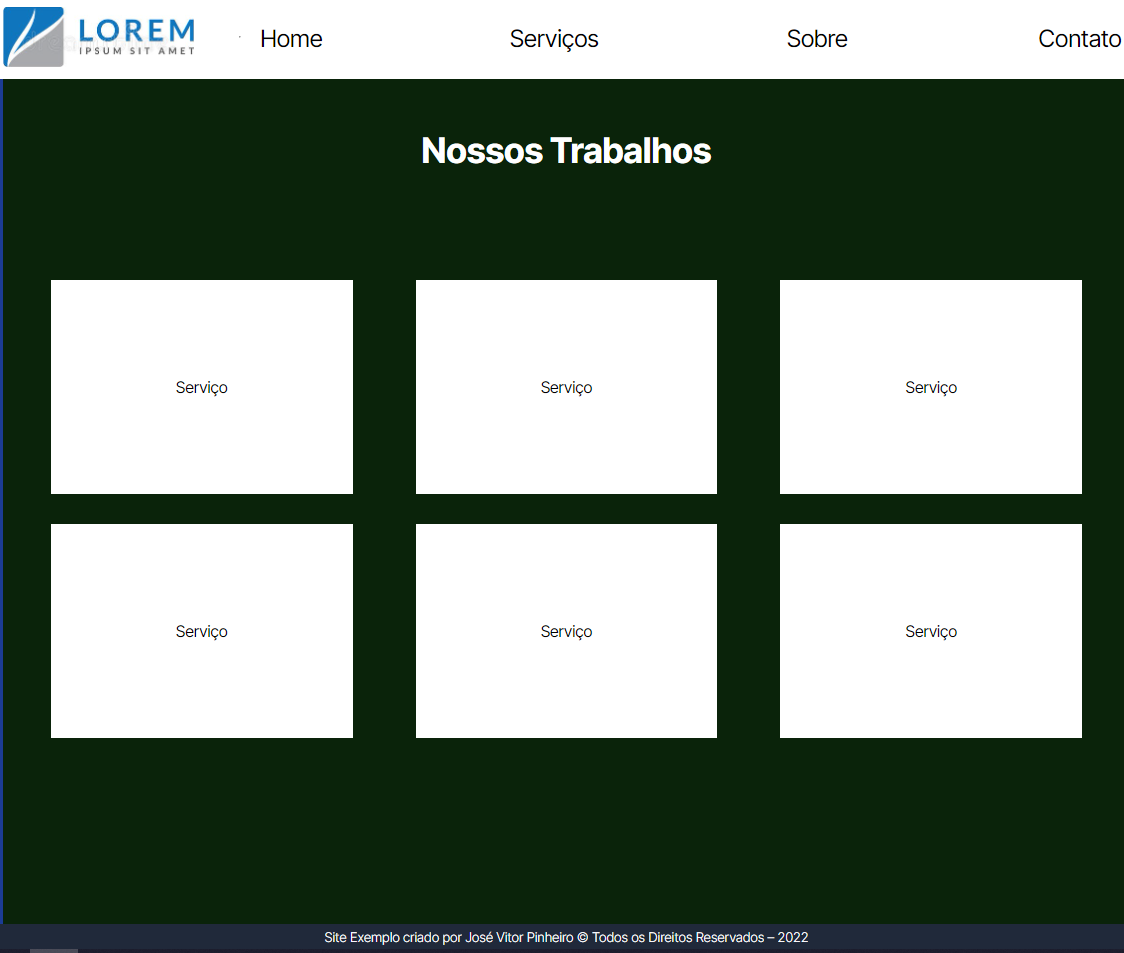 LOREM
IPSUM SIT AMET
Home Serviços Sobre Contato
Nossos Trabalhos
Serviço Serviço Serviço
Serviço Serviço Serviço
Site Exemplo criado por José Vitor Pinheiro © Todos os Direitos Reservados – 2022